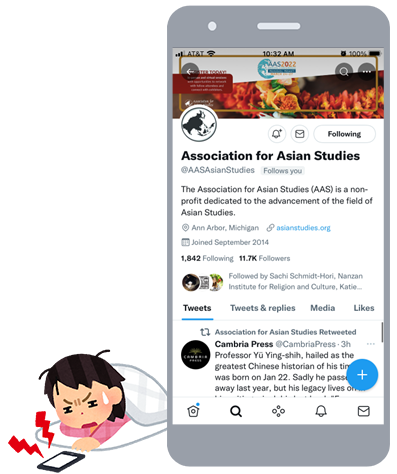 AT&T
10:32 AM
100%
AAS2022
TER TODAY!
Following
Association for Asian Studies
@AASAsianStudies Follows you
The Association for Asian Studies (AAS) is a non-
profit dedicated to the advancement of the field of
Asian Studies.
Ann Arbor, Michigan asianstudies.org
Joined September 2014
1,842 Following 11.7K Followers
Followed by Sachi Schmidt-Hori, Nanzan
Institute for Religion and Culture, Katie...
Tweets Tweets & replies Media Likes
Association for Asian Studies Retweeted
CAMBRIA
PRESS
Cambria Press @CambriaPress · 3h
Professor Yü Ying-shih, hailed as the
greatest Chinese historian of his tim
was born on Jan 22. Sadly he passe
away last year, but his legacy lives o